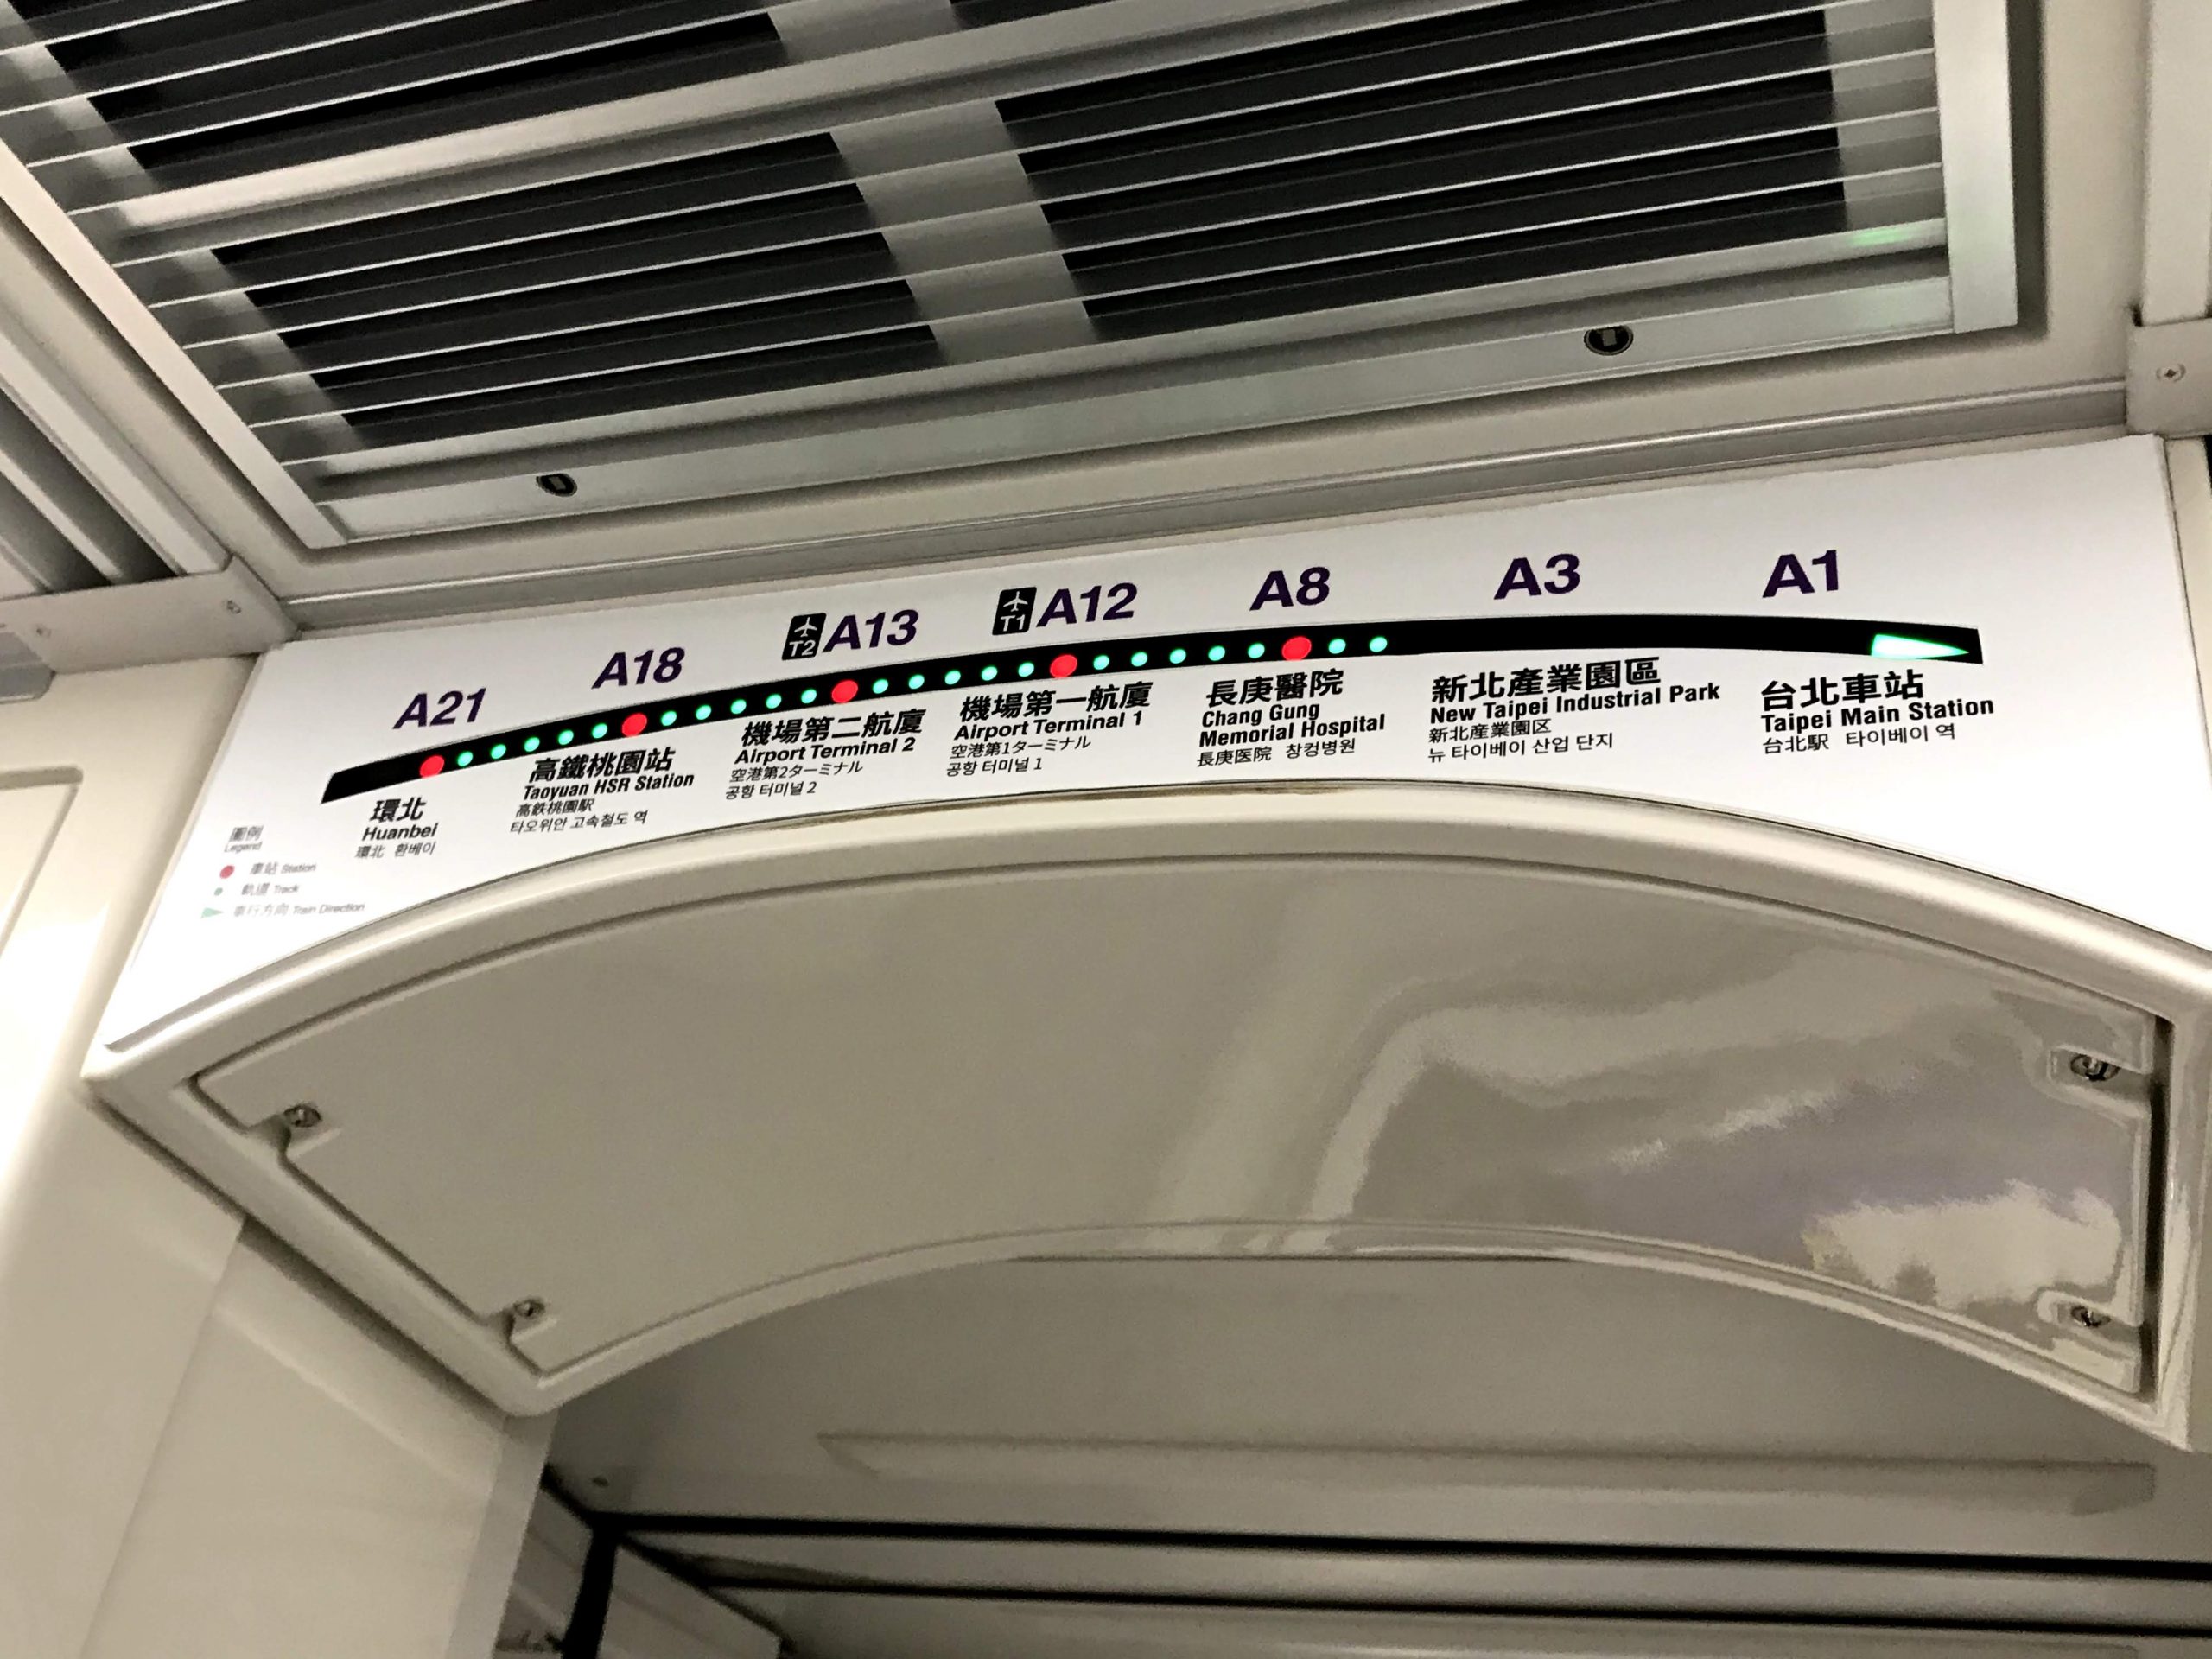 A21
環北
Huanbei
環北 환베이
A18
高鐵桃園站
Taoyuan HSR Station
高鉄桃園駅
타오위안 고속철도 역
T2 A13
機場第二航廈
Airport Terminal 2
空港第2ターミナル
공항 터미널 2
T1 A12
機場第一航廈
Airport Terminal 1
空港第1ターミナル
공항 터미널 1
A8
長庚醫院
Chang Gung
Memorial Hospital
長庚医院 창겅병원
A3
新北產業園區
New Taipei Industrial Park
新北産業園区
뉴 타이베이 산업 단지
A1
台北車站
Taipei Main Station
台北駅 타이베이 역
圖例
Legend
車站 Station
軌道 Track
車行方向 Train Direction